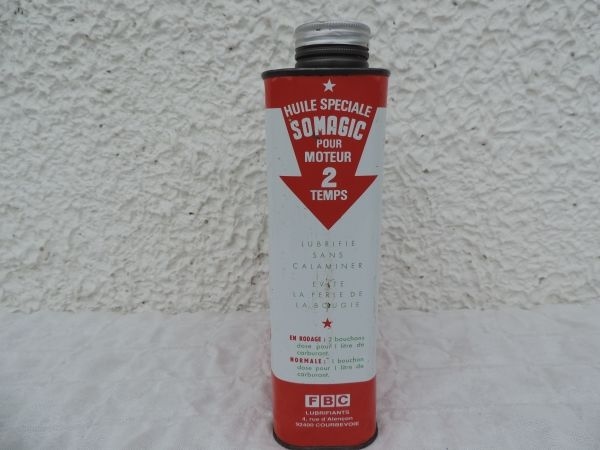 HUILE SPECIALE
SOMAGIC
POUR
MOTEUR
2
TEMPS
LUBRIFIE
SANS
CALAMINER
EVITE
LA PERLE DE
LA BOUGIE
EN RODAGE : 2 bouchons
dose pour 1 litre de
carburant.
NORMALE : 1 bouchon
dose pour 1 litre de
carburant.
FBC
LUBRIFIANTS
4, rue d'Alençon
92400 COURBEVOIE